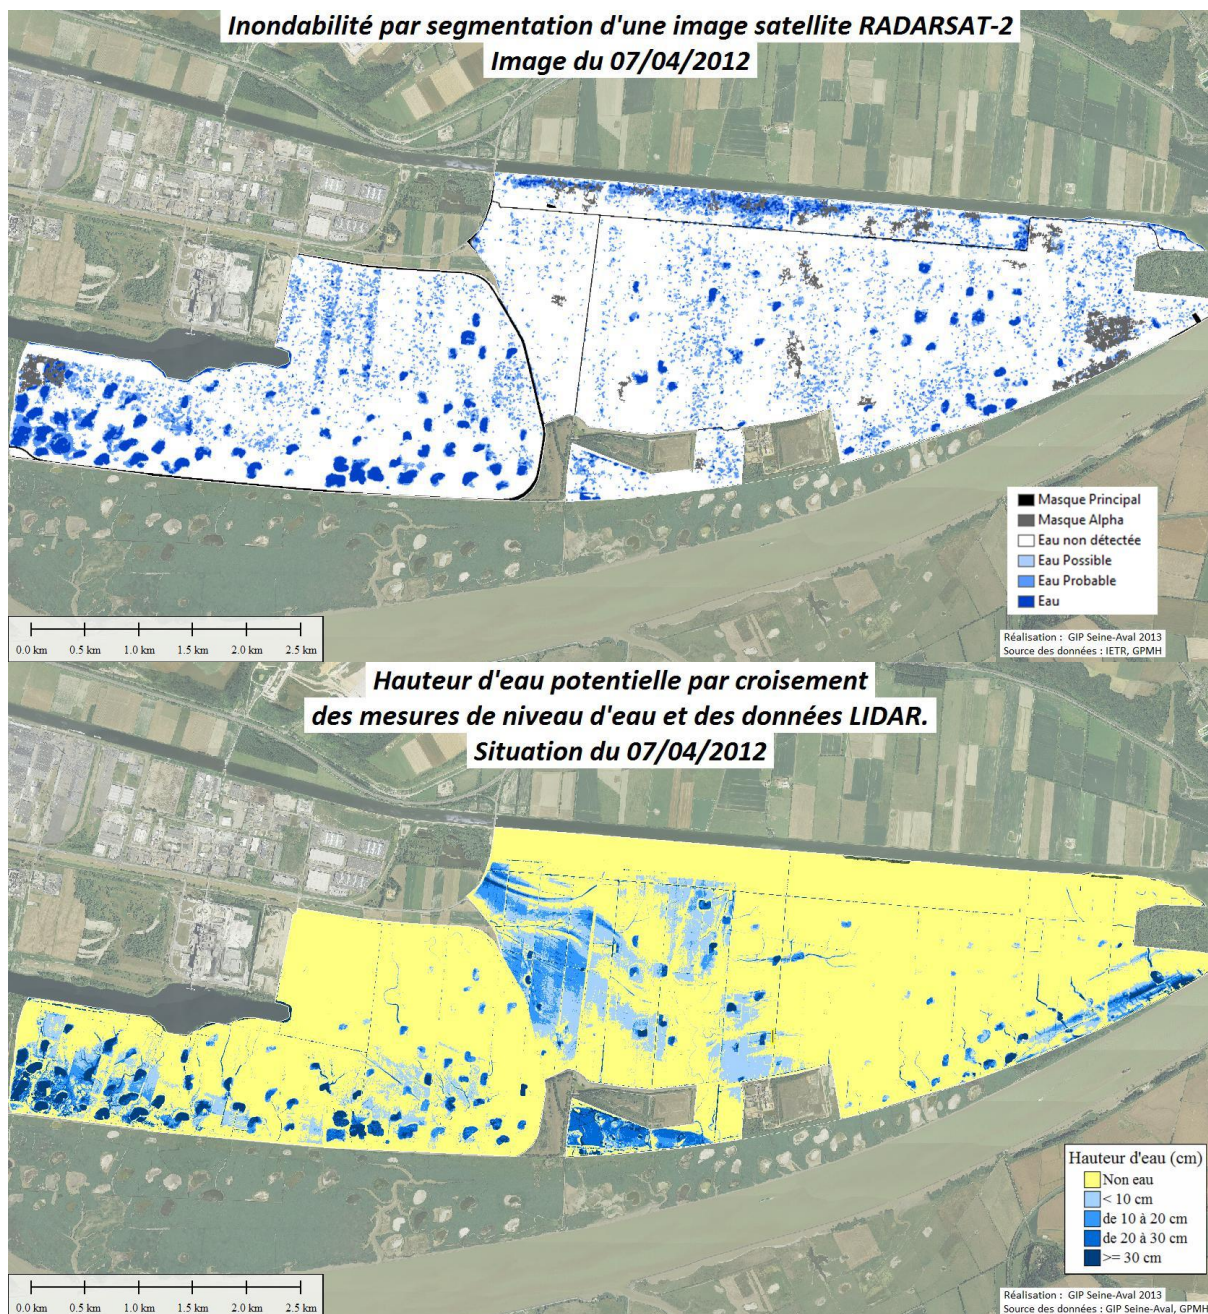 Inondabilité par segmentation d'une image satellite RADARSAT-2
Image du 07/04/2012
Masque Principal
Masque Alpha
Eau non détectée
Eau Possible
Eau Probable
Eau
0.0 km 0.5 km 1.0 km 1.5 km 2.0 km 2.5 km
Réalisation : GIP Seine-Aval 2013
Source des données : IETR, GPMH
Hauteur d'eau potentielle par croisement
des mesures de niveau d'eau et des données LIDAR.
Situation du 07/04/2012
Hauteur d'eau (cm)
Non eau
< 10 cm
de 10 à 20 cm
de 20 à 30 cm
>= 30 cm
0.0 km 0.5 km 1.0 km 1.5 km 2.0 km 2.5 km
Réalisation : GIP Seine-Aval 2013
Source des données : GIP Seine-Aval, GPMH